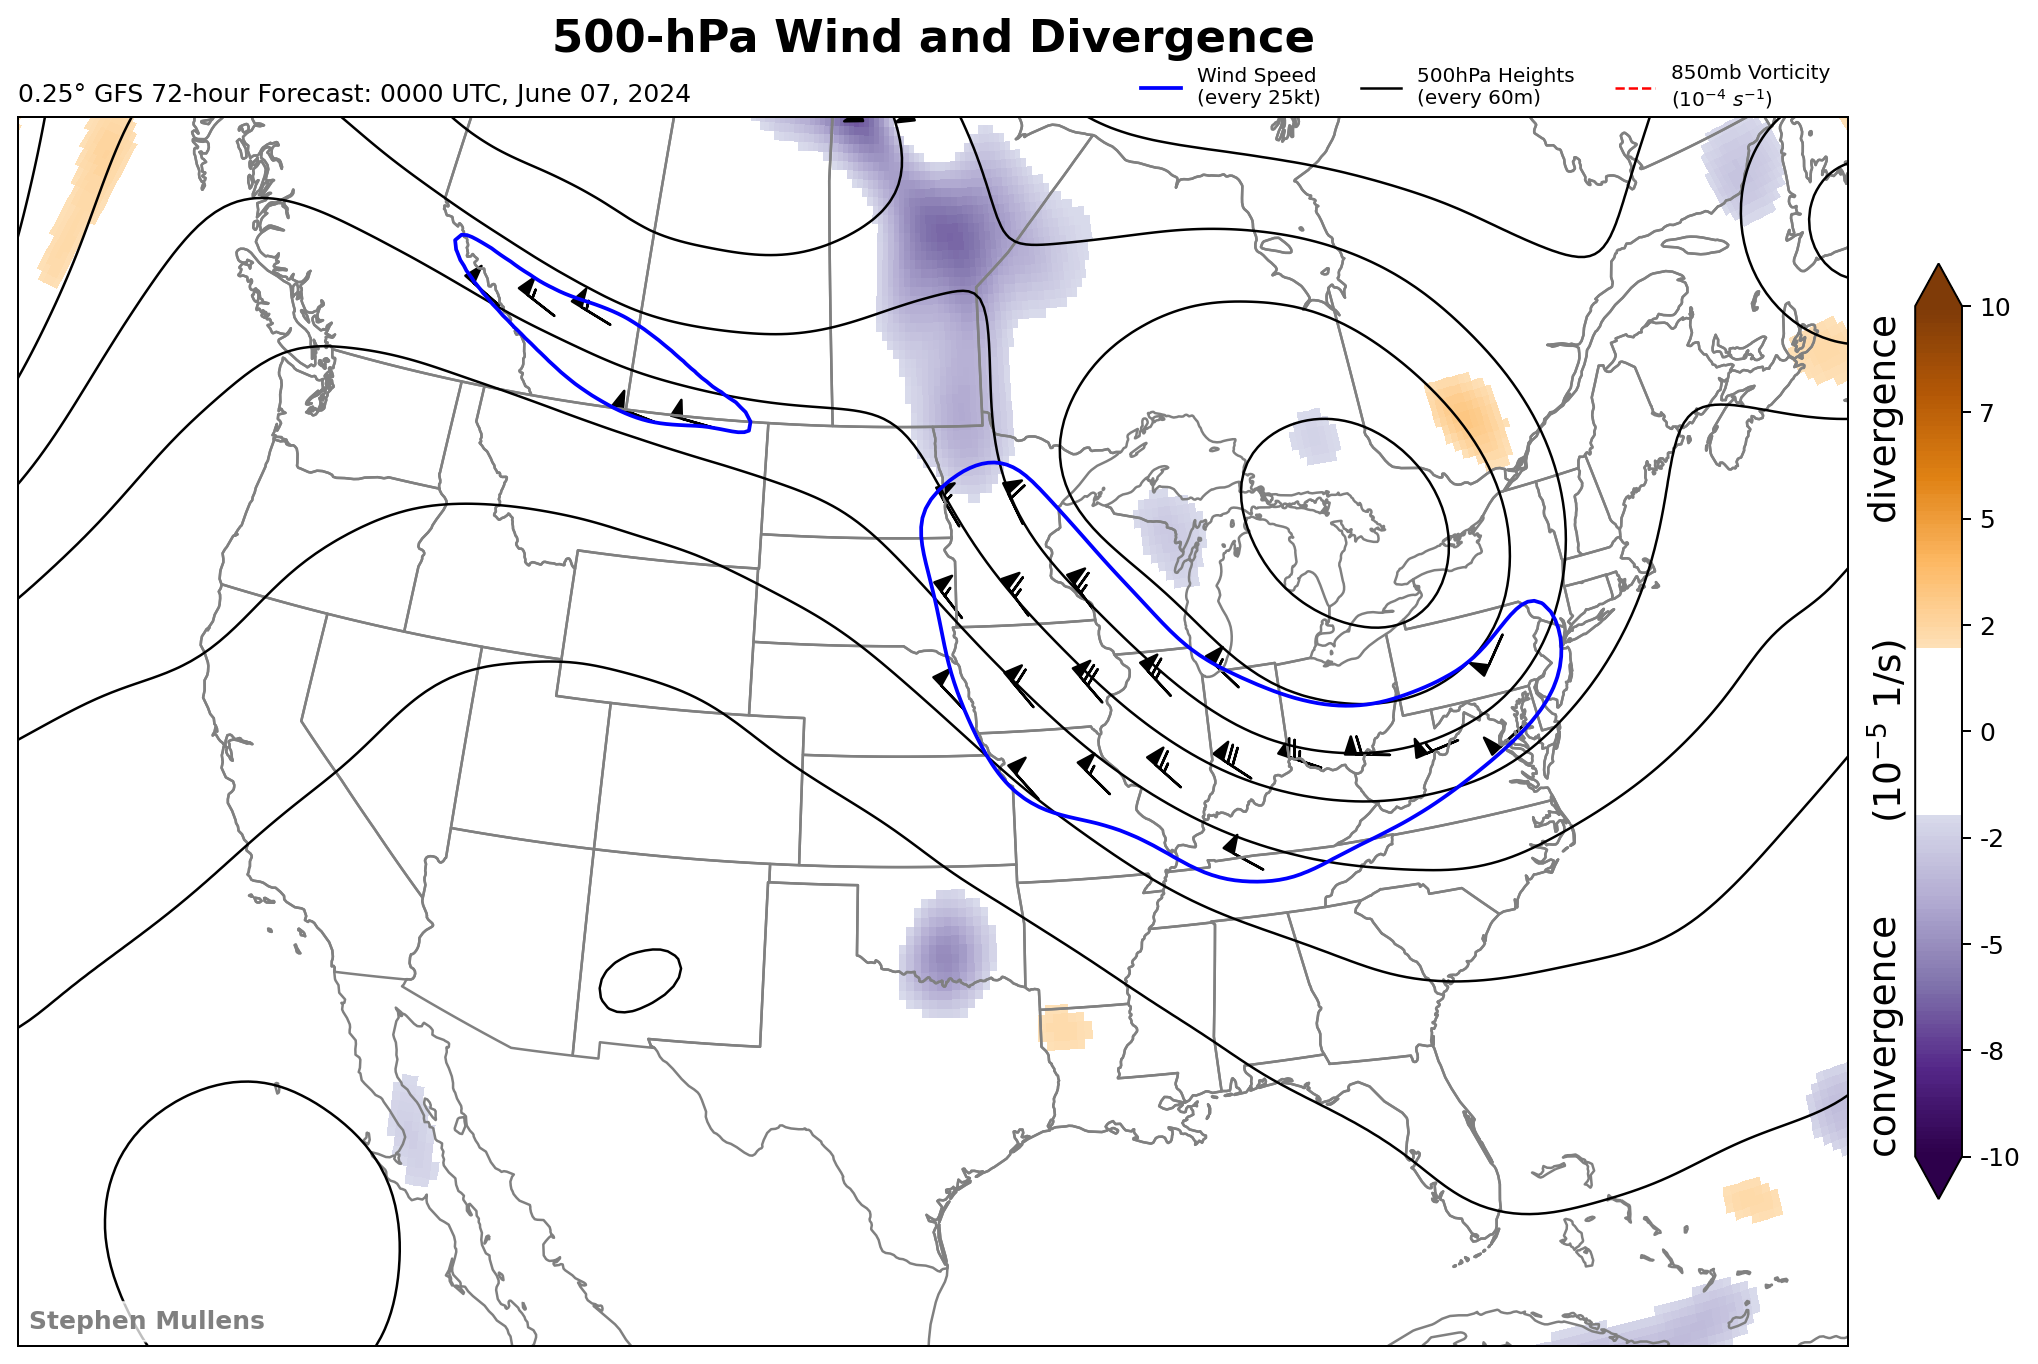 500-hPa Wind and Divergence
0.25° GFS 72-hour Forecast: 0000 UTC, June 07, 2024
Wind Speed
(every 25kt)
500hPa Heights
(every 60m)
850mb Vorticity
(10⁻⁴ s⁻¹)
10
7
5
2
0
-2
-5
-8
-10
convergence (10⁻⁵ 1/s) divergence
Stephen Mullens